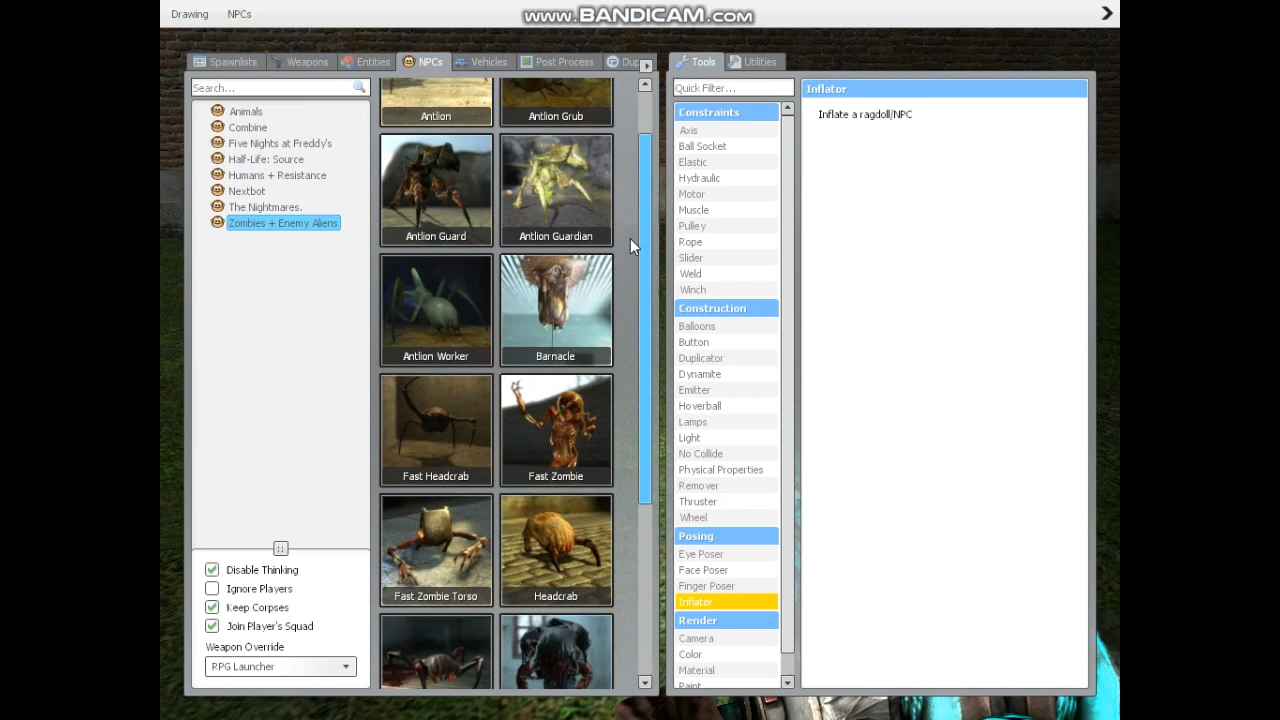 Drawing NPCs
www.BANDICAM.com
Spawnlists Weapons Entities NPCs Vehicles Post Process Dup
Search...
Animals
Combine
Five Nights at Freddy's
Half-Life: Source
Humans + Resistance
Nextbot
The Nightmares.
Zombies + Enemy Aliens
Disable Thinking
Ignore Players
Keep Corpses
Join Player's Squad
Weapon Override
RPG Launcher
Antlion
Antlion Grub
Antlion Guard
Antlion Guardian
Antlion Worker
Barnacle
Fast Headcrab
Fast Zombie
Fast Zombie Torso
Headcrab
Tools Utilities
Quick Filter...
Constraints
Axis
Ball Socket
Elastic
Hydraulic
Motor
Muscle
Pulley
Rope
Slider
Weld
Winch
Construction
Balloons
Button
Duplicator
Dynamite
Emitter
Hoverball
Lamps
Light
No Collide
Physical Properties
Remover
Thruster
Wheel
Posing
Eye Poser
Face Poser
Finger Poser
Inflator
Render
Camera
Color
Material
Paint
Inflator
Inflate a ragdoll/NPC